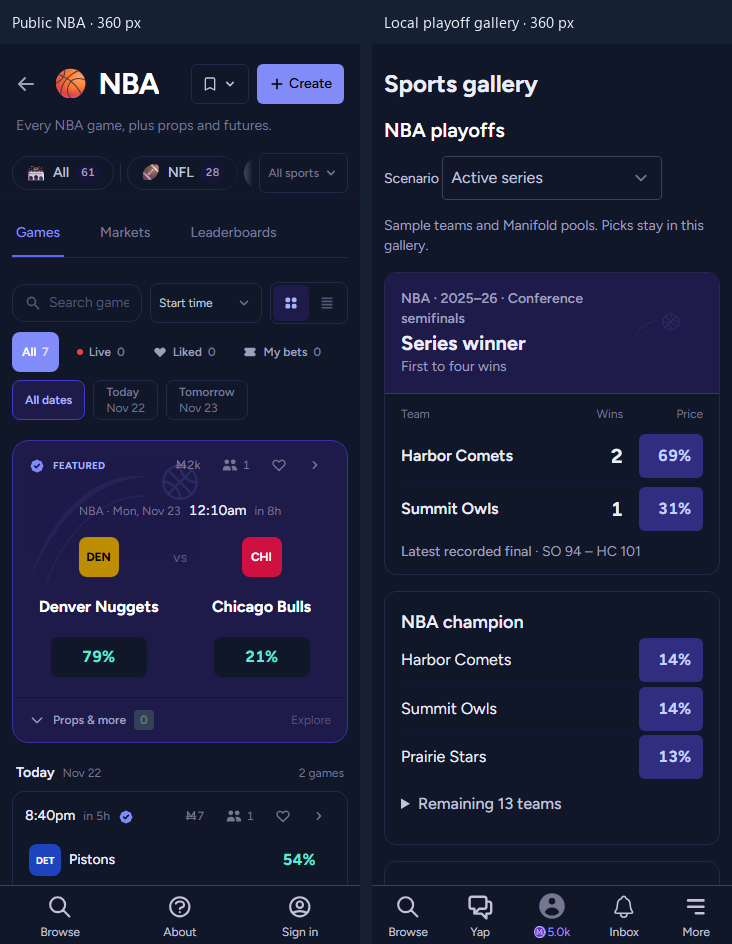 Public NBA · 360 px
NBA
Create
Every NBA game, plus props and futures.
All 61
NFL 28
All sports
Games Markets Leaderboards
Search game
Start time
All 7
Live 0
Liked 0
My bets 0
All dates
Today
Nov 22
Tomorrow
Nov 23
FEATURED
Ṁ2k
1
NBA · Mon, Nov 23 12:10am in 8h
DEN
vs
CHI
Denver Nuggets
Chicago Bulls
79%
21%
Props & more 0
Explore
Today Nov 22
2 games
8:40pm in 5h
Ṁ7
1
DET Pistons 54%
Browse About Sign in
Local playoff gallery · 360 px
Sports gallery
NBA playoffs
Scenario Active series
Sample teams and Manifold pools. Picks stay in this
gallery.
NBA · 2025–26 · Conference
semifinals
Series winner
First to four wins
Team Wins Price
Harbor Comets 2 69%
Summit Owls 1 31%
Latest recorded final · SO 94 – HC 101
NBA champion
Harbor Comets 14%
Summit Owls 14%
Prairie Stars 13%
Remaining 13 teams
Browse Yap 5.0k Inbox More